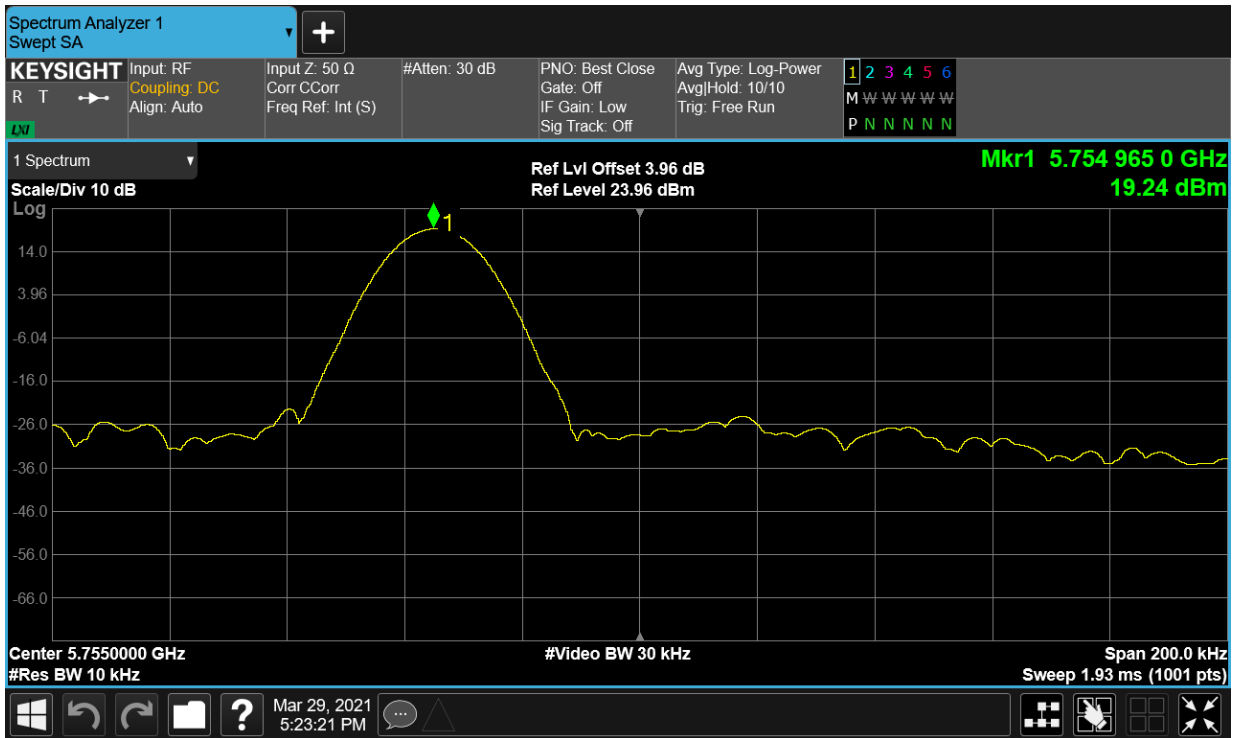 Spectrum Analyzer 1
Swept SA
KEYSIGHT
R T
LXI
Input: RF
Coupling: DC
Align: Auto
Input Z: 50 Ω
Corr CCorr
Freq Ref: Int (S)
#Atten: 30 dB
PNO: Best Close
Gate: Off
IF Gain: Low
Sig Track: Off
Avg Type: Log-Power
Avg|Hold: 10/10
Trig: Free Run
1 2 3 4 5 6
M W W W W W
P N N N N N
1 Spectrum
Scale/Div 10 dB
Log
Ref Lvl Offset 3.96 dB
Ref Level 23.96 dBm
Mkr1 5.754 965 0 GHz
19.24 dBm
1
14.0
3.96
-6.04
-16.0
-26.0
-36.0
-46.0
-56.0
-66.0
Center 5.7550000 GHz
#Video BW 30 kHz
Span 200.0 kHz
#Res BW 10 kHz
Sweep 1.93 ms (1001 pts)
?
Mar 29, 2021
5:23:21 PM